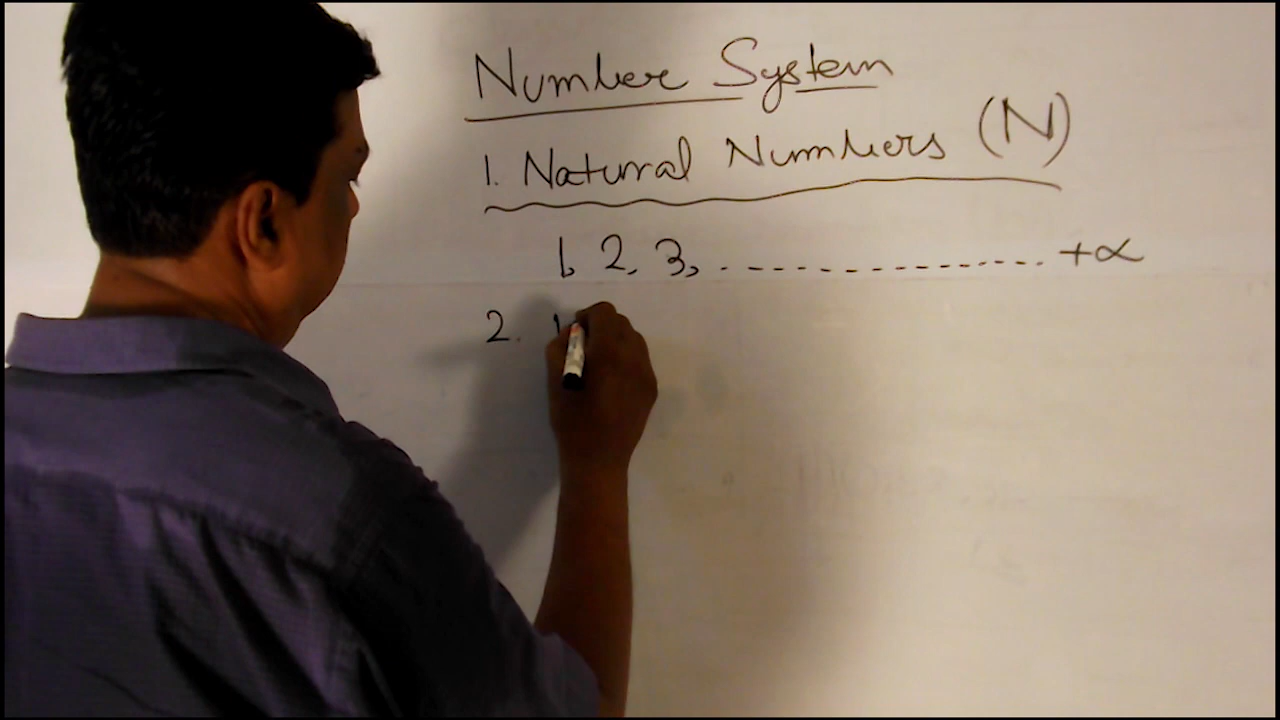 Number System
1. Natural Numbers (N)
1, 2, 3, . - - - - - - - - - - - - - - - . . . +∝
2.